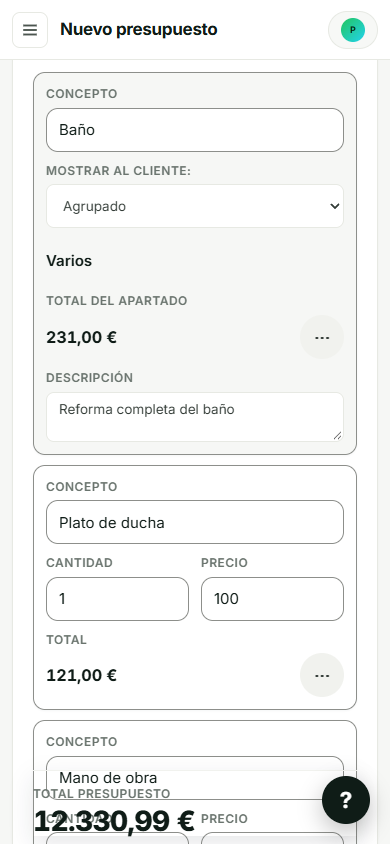 Nuevo presupuesto
P
CONCEPTO
Baño
MOSTRAR AL CLIENTE:
Agrupado
Varios
TOTAL DEL APARTADO
231,00 €
...
DESCRIPCIÓN
Reforma completa del baño
CONCEPTO
Plato de ducha
CANTIDAD PRECIO
1 100
TOTAL
121,00 €
...
CONCEPTO
Mano de obra
TOTAL PRESUPUESTO
CANTIDAD PRECIO
12.330,99 €
?